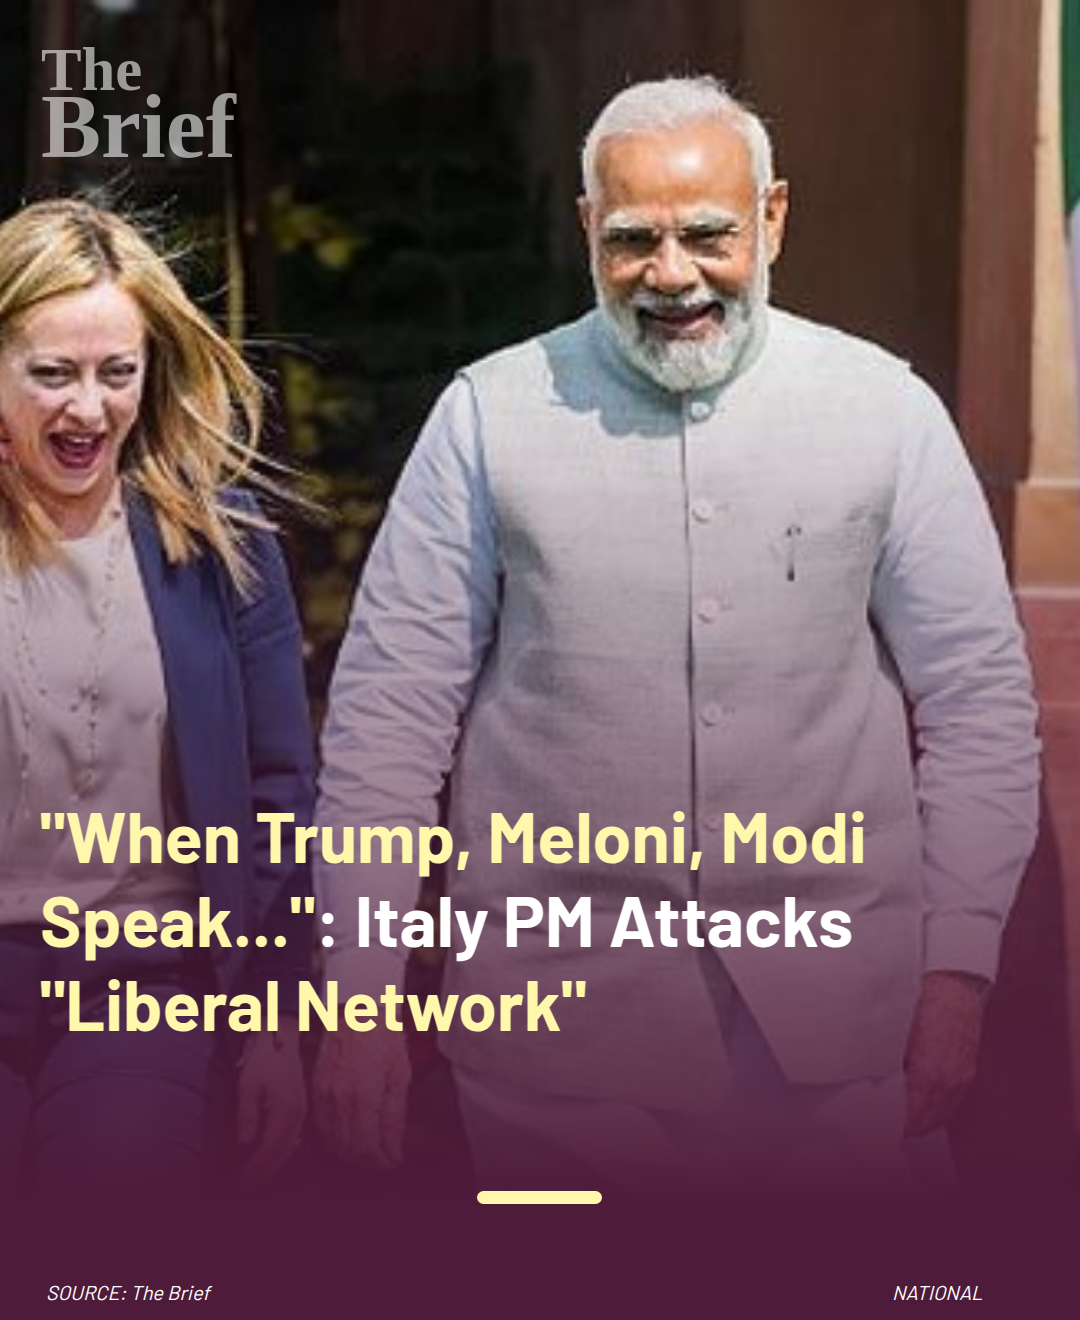 The
Brief
"When Trump, Meloni, Modi
Speak...": Italy PM Attacks
"Liberal Network"
SOURCE: The Brief
NATIONAL